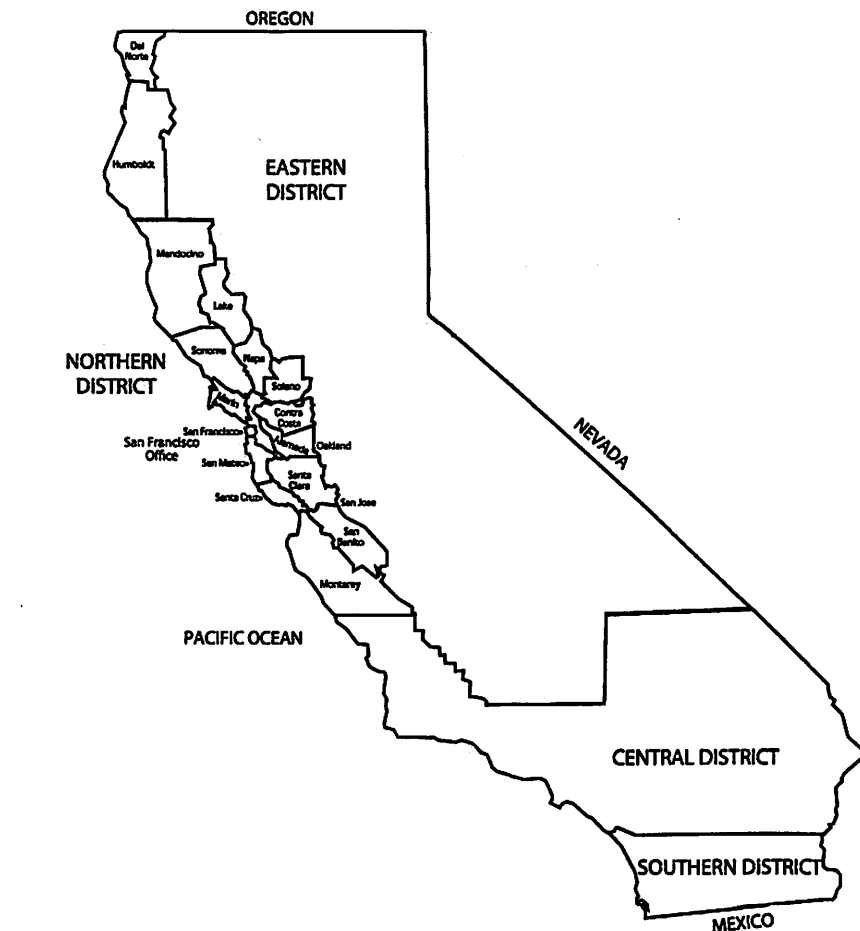 OREGON
Del
Norte
Humboldt
EASTERN
DISTRICT
Mendocino
Lake
NORTHERN
DISTRICT
Sonoma
Napa
Solano
Marin
Contra
Costa
San Francisco
San Francisco
Office
Alameda
Oakland
NEVADA
San Mateo
Santa
Clara
Santa Cruz
San Jose
San
Benito
Monterey
PACIFIC OCEAN
CENTRAL DISTRICT
SOUTHERN DISTRICT
MEXICO